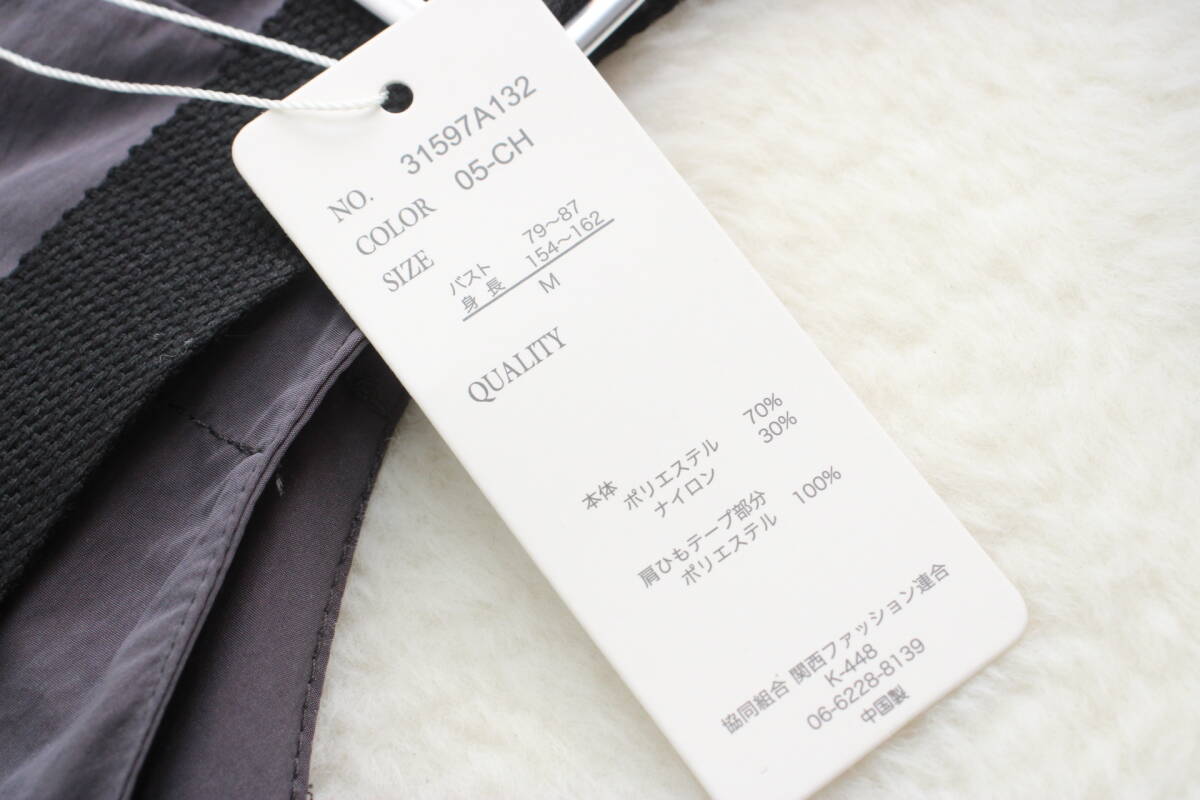 NO. 31597A132
COLOR 05-CH
SIZE
バスト 79～87
身長 154～162
M
QUALITY
本体 ポリエステル 70%
ナイロン 30%
肩ひもテープ部分
ポリエステル 100%
協同組合 関西ファッション連合
K-448
06-6228-8139
中国製